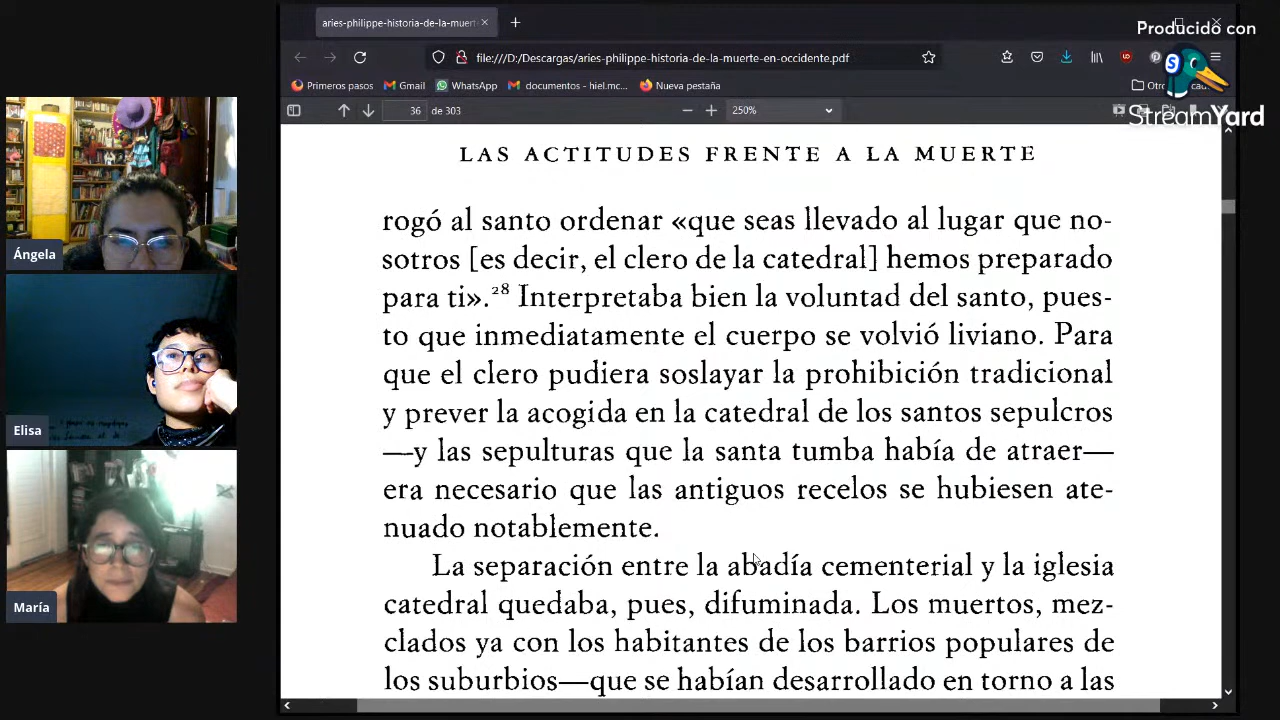 aries-philippe-historia-de-la-muert
Producido con
file:///D:/Descargas/aries-philippe-historia-de-la-muerte-en-occidente.pdf
Primeros pasos
Gmail
WhatsApp
documentos - hiel.mc...
Nueva pestaña
StreamYard
36 de 303
250%
LAS ACTITUDES FRENTE A LA MUERTE
rogó al santo ordenar «que seas llevado al lugar que no-
sotros [es decir, el clero de la catedral] hemos preparado
para ti».²⁸ Interpretaba bien la voluntad del santo, pues-
to que inmediatamente el cuerpo se volvió liviano. Para
que el clero pudiera soslayar la prohibición tradicional
y prever la acogida en la catedral de los santos sepulcros
—y las sepulturas que la santa tumba había de atraer—
era necesario que las antiguos recelos se hubiesen ate-
nuado notablemente.
La separación entre la abadía cementerial y la iglesia
catedral quedaba, pues, difuminada. Los muertos, mez-
clados ya con los habitantes de los barrios populares de
los suburbios—que se habían desarrollado en torno a las
Ángela
Elisa
María